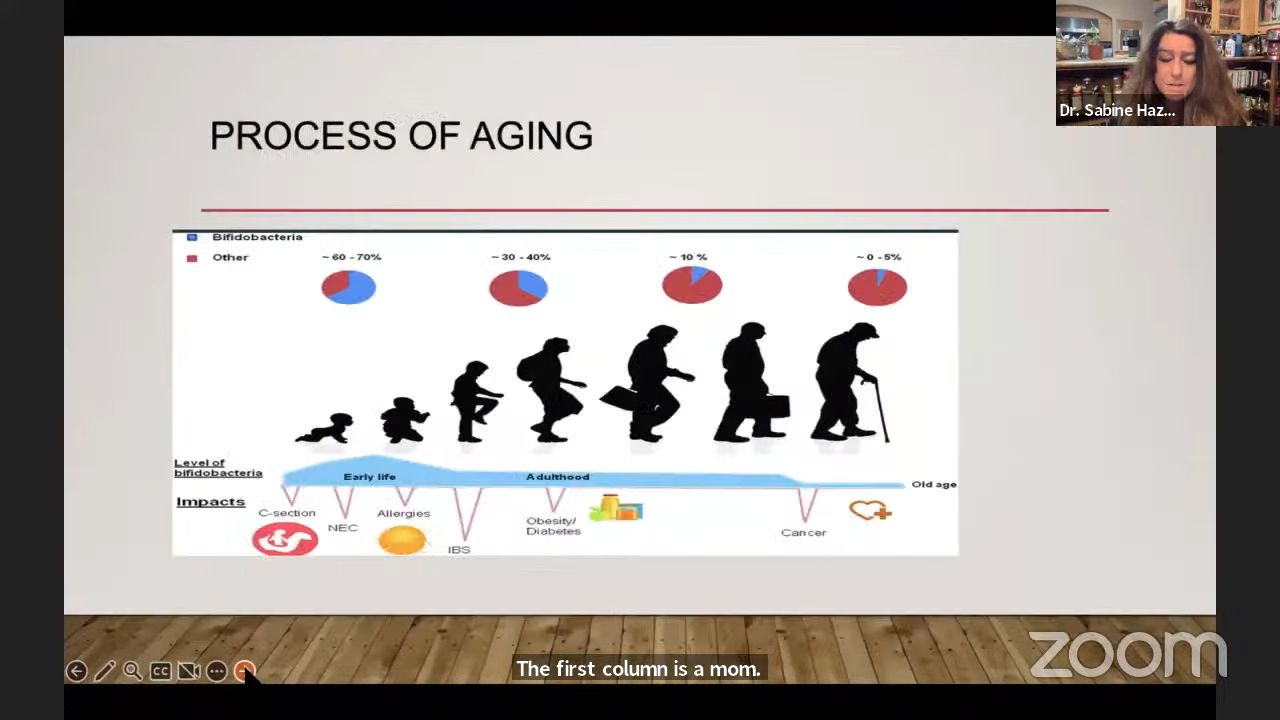 Dr. Sabine Haz...
PROCESS OF AGING
Bifidobacteria
Other
~ 60 -70%
~ 30 - 40%
~ 10 %
~ 0 -5%
Level of
bifidobacteria
Early life
Adulthood
Old age
Impacts
C-section
NEC
Allergies
IBS
Obesity/
Diabetes
Cancer
CC
The first column is a mom.
zoom